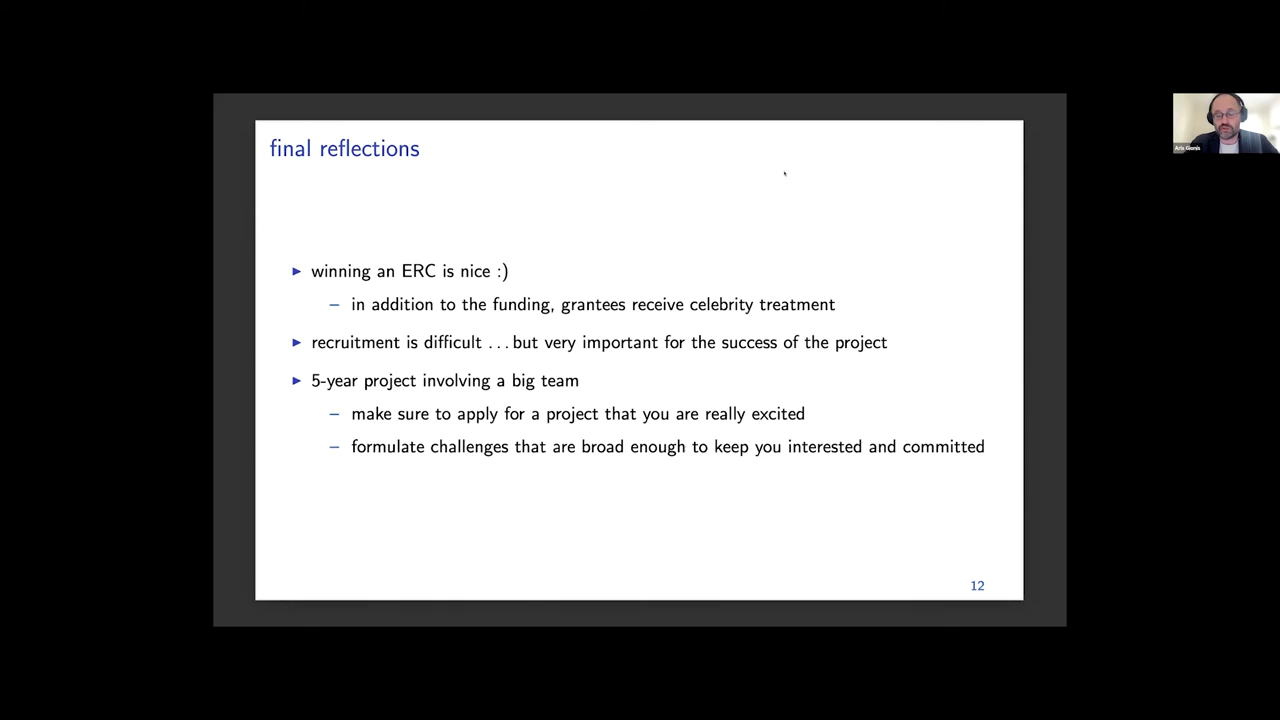 final reflections
Aris Gionis
▶ winning an ERC is nice :)
– in addition to the funding, grantees receive celebrity treatment
▶ recruitment is difficult ...but very important for the success of the project
▶ 5-year project involving a big team
– make sure to apply for a project that you are really excited
– formulate challenges that are broad enough to keep you interested and committed
12